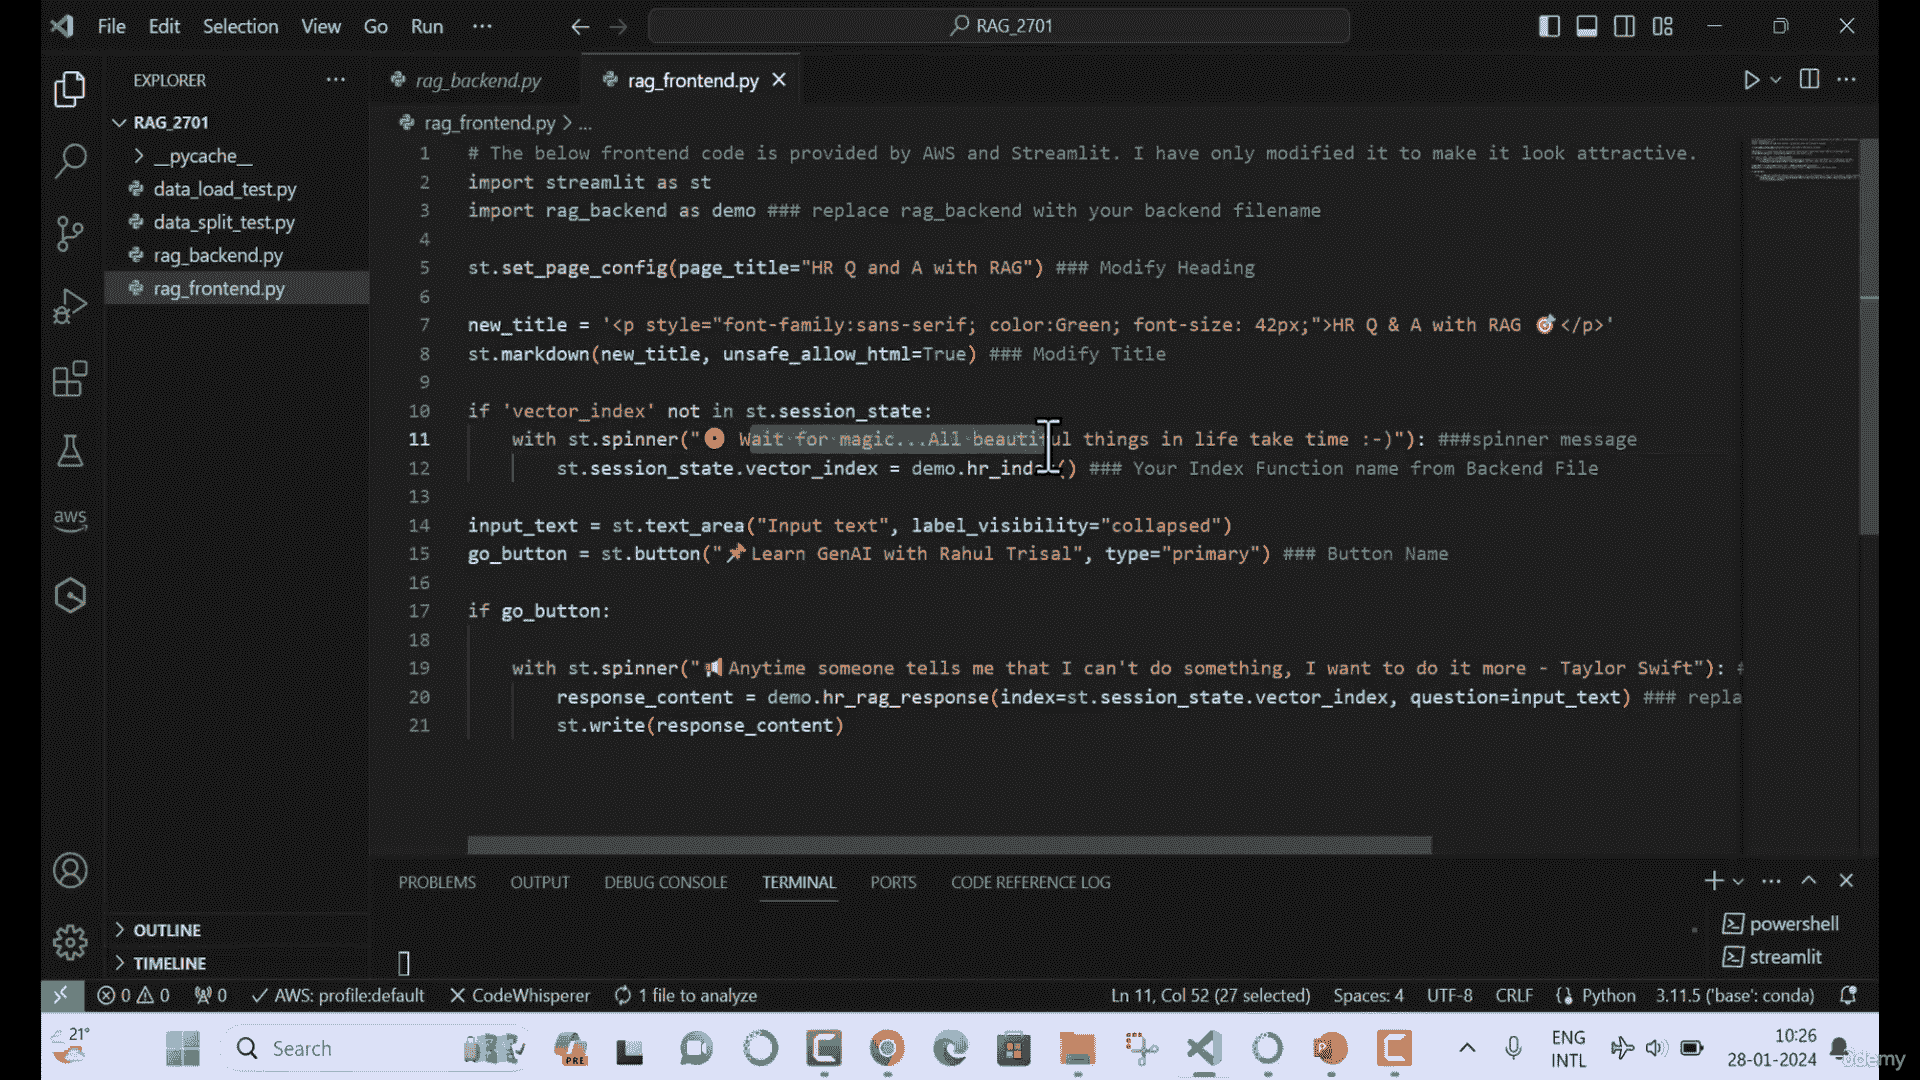 File Edit Selection View Go Run ··· RAG_2701
EXPLORER
RAG_2701
__pycache__
data_load_test.py
data_split_test.py
rag_backend.py
rag_frontend.py
OUTLINE
TIMELINE
aws
rag_backend.py rag_frontend.py
rag_frontend.py > ...
1 # The below frontend code is provided by AWS and Streamlit. I have only modified it to make it look attractive.
2 import streamlit as st
3 import rag_backend as demo ### replace rag_backend with your backend filename
4
5 st.set_page_config(page_title="HR Q and A with RAG") ### Modify Heading
6
7 new_title = '<p style="font-family:sans-serif; color:Green; font-size: 42px;">HR Q & A with RAG 🎯</p>'
8 st.markdown(new_title, unsafe_allow_html=True) ### Modify Title
9
10 if 'vector_index' not in st.session_state:
11 with st.spinner("📀 Wait for magic...All beautiful things in life take time :-)"): ###spinner message
12 st.session_state.vector_index = demo.hr_index() ### Your Index Function name from Backend File
13
14 input_text = st.text_area("Input text", label_visibility="collapsed")
15 go_button = st.button("📌Learn GenAI with Rahul Trisal", type="primary") ### Button Name
16
17 if go_button:
18
19 with st.spinner("📢Anytime someone tells me that I can't do something, I want to do it more - Taylor Swift"): #
20 response_content = demo.hr_rag_response(index=st.session_state.vector_index, question=input_text) ### repla
21 st.write(response_content)
PROBLEMS OUTPUT DEBUG CONSOLE TERMINAL PORTS CODE REFERENCE LOG
powershell
streamlit
0 0 0 AWS: profile:default CodeWhisperer 1 file to analyze Ln 11, Col 52 (27 selected) Spaces: 4 UTF-8 CRLF Python 3.11.5 ('base': conda)
21° Search PRE ENG 10:26
INTL 28-01-2024
ûdemy